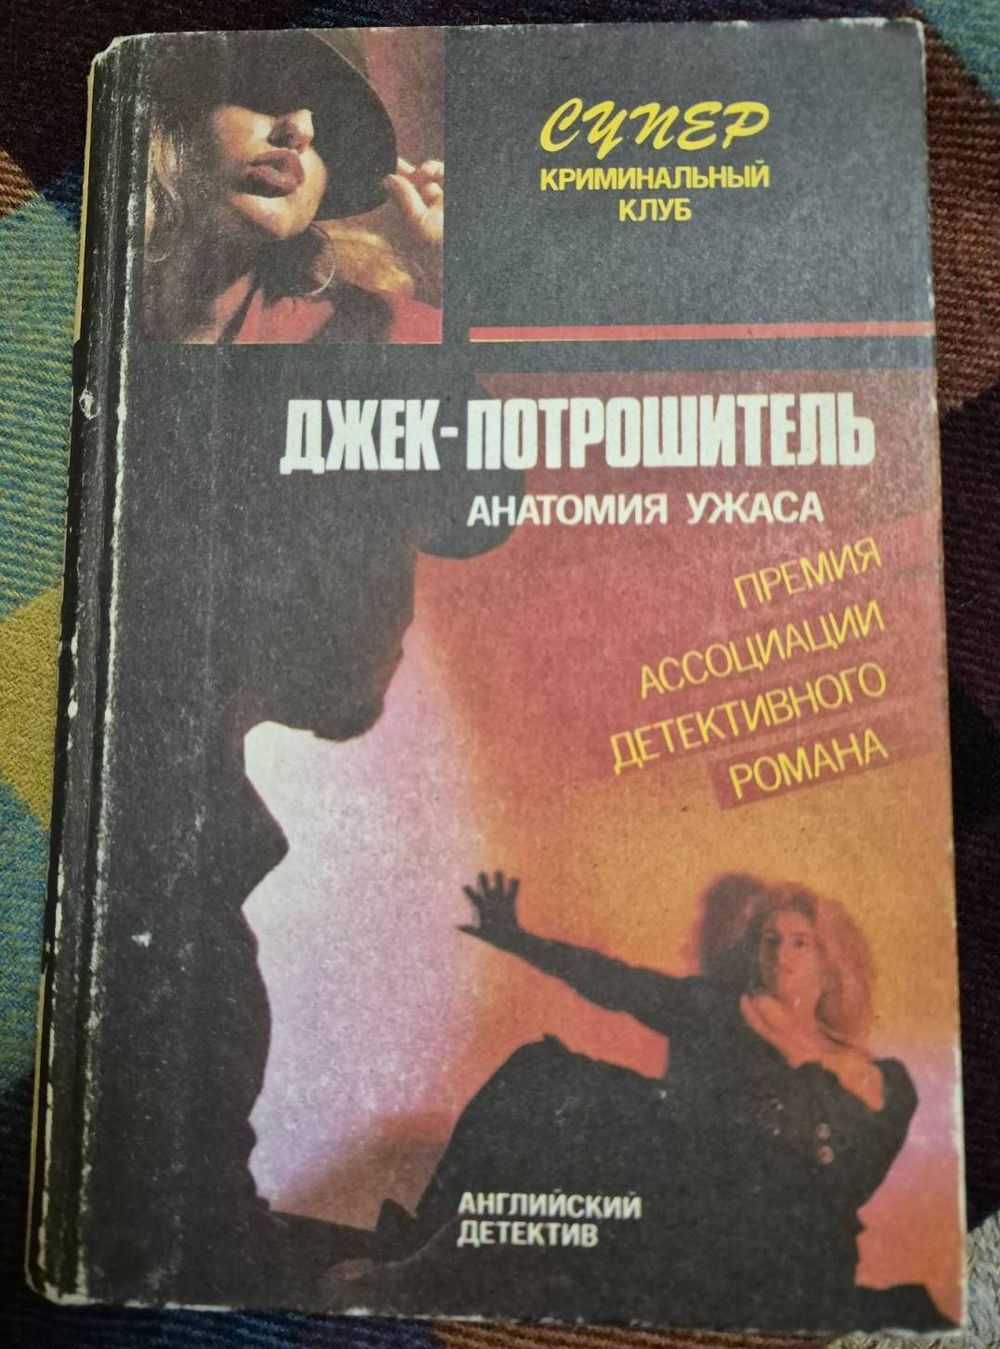 СУПЕР
КРИМИНАЛЬНЫЙ
КЛУБ
ДЖЕК-ПОТРОШИТЕЛЬ
АНАТОМИЯ УЖАСА
ПРЕМИЯ
АССОЦИАЦИИ
ДЕТЕКТИВНОГО
РОМАНА
АНГЛИЙСКИЙ
ДЕТЕКТИВ